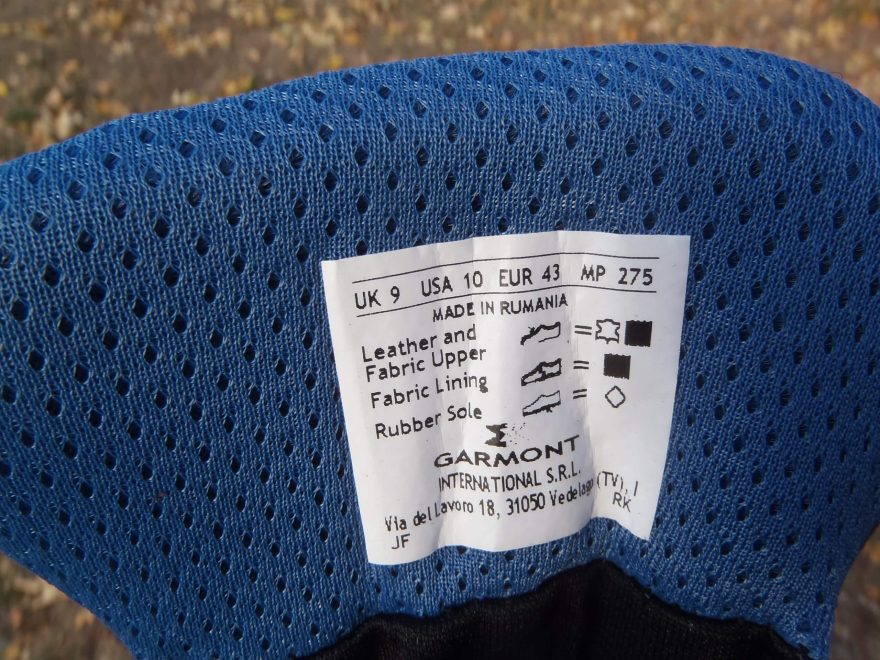 UK 9 USA 10 EUR 43 MP 275
MADE IN RUMANIA
Leather and
Fabric Upper
Fabric Lining
Rubber Sole
= 
=
=
GARMONT
INTERNATIONAL S.R.L.
Via del Lavoro 18, 31050 Vedelago (TV), I
JF RK